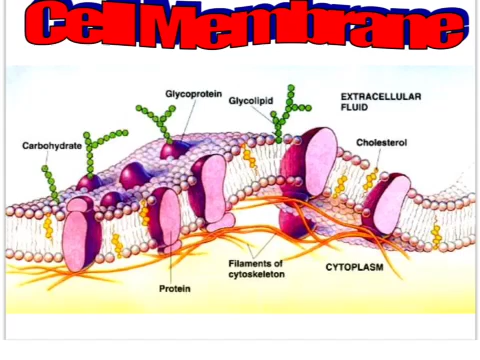 Cell Membrane
Glycoprotein
Glycolipid
EXTRACELLULAR
FLUID
Carbohydrate
Cholesterol
Filaments of
cytoskeleton
CYTOPLASM
Protein